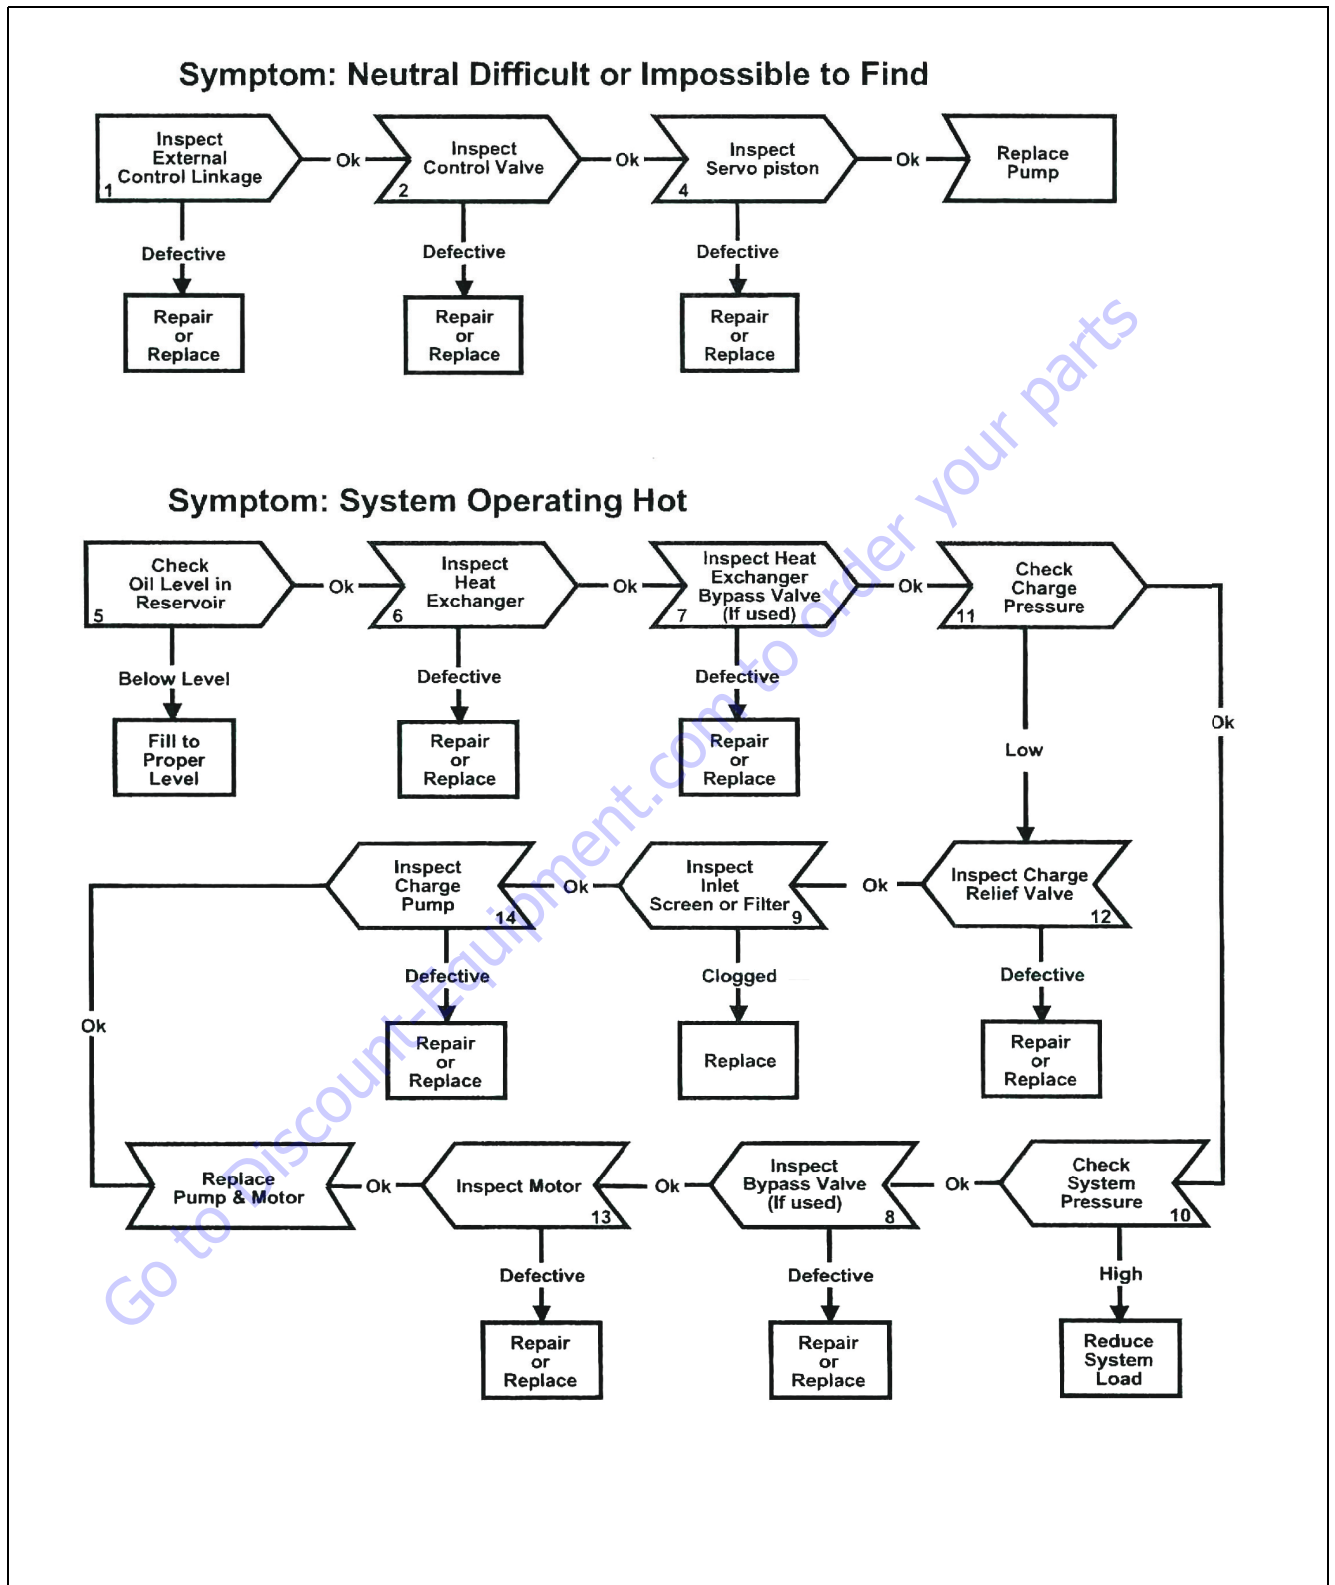 Symptom: Neutral Difficult or Impossible to Find
Inspect
External
Control Linkage
1
Ok
Inspect
Control Valve
2
Ok
Inspect
Servo piston
4
Ok
Replace
Pump
Defective
Defective
Defective
Repair
or
Replace
Repair
or
Replace
Repair
or
Replace
Symptom: System Operating Hot
Check
Oil Level in
Reservoir
5
Ok
Inspect
Heat
Exchanger
6
Ok
Inspect Heat
Exchanger
Bypass Valve
(If used)
7
Ok
Check
Charge
Pressure
11
Below Level
Defective
Defective
Low
Ok
Fill to
Proper
Level
Repair
or
Replace
Repair
or
Replace
Inspect
Charge
Pump
14
Ok
Inspect
Inlet
Screen or Filter
9
Ok
Inspect Charge
Relief Valve
12
Defective
Clogged
Defective
Ok
Repair
or
Replace
Replace
Repair
or
Replace
Replace
Pump & Motor
Ok
Inspect Motor
13
Ok
Inspect
Bypass Valve
(If used)
8
Ok
Check
System
Pressure
10
Defective
Defective
High
Repair
or
Replace
Repair
or
Replace
Reduce
System
Load
Go to Discount-Equipment.com to order your parts